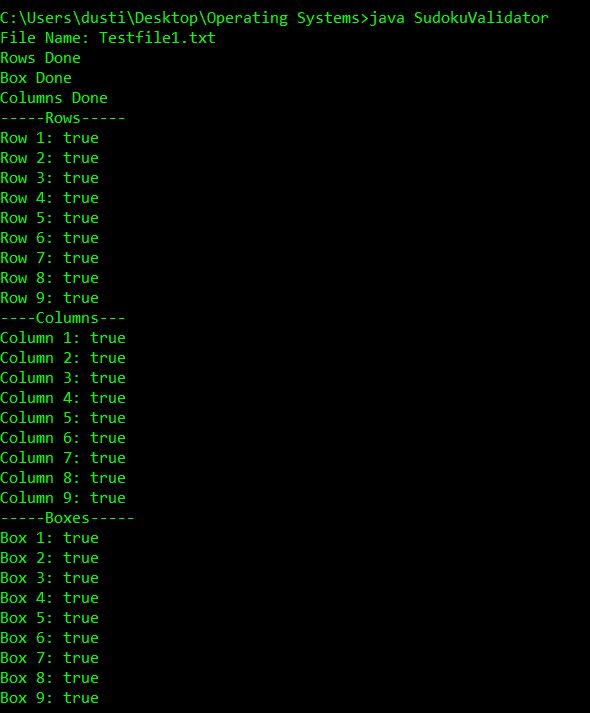 C:\Users\dusti\Desktop\Operating Systems>java SudokuValidator
File Name: Testfile1.txt
Rows Done
Box Done
Columns Done
-----Rows-----
Row 1: true
Row 2: true
Row 3: true
Row 4: true
Row 5: true
Row 6: true
Row 7: true
Row 8: true
Row 9: true
----Columns---
Column 1: true
Column 2: true
Column 3: true
Column 4: true
Column 5: true
Column 6: true
Column 7: true
Column 8: true
Column 9: true
-----Boxes-----
Box 1: true
Box 2: true
Box 3: true
Box 4: true
Box 5: true
Box 6: true
Box 7: true
Box 8: true
Box 9: true